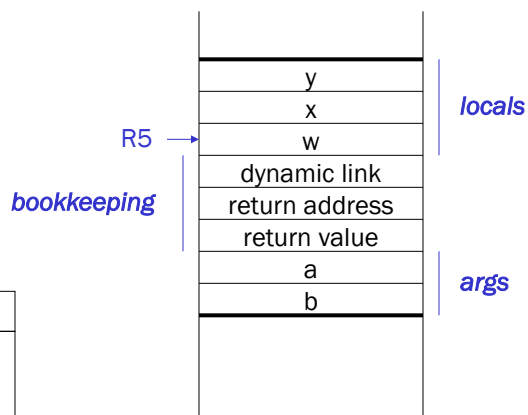 y
x
locals
R5
w
dynamic link
bookkeeping
return address
return value
a
args
b